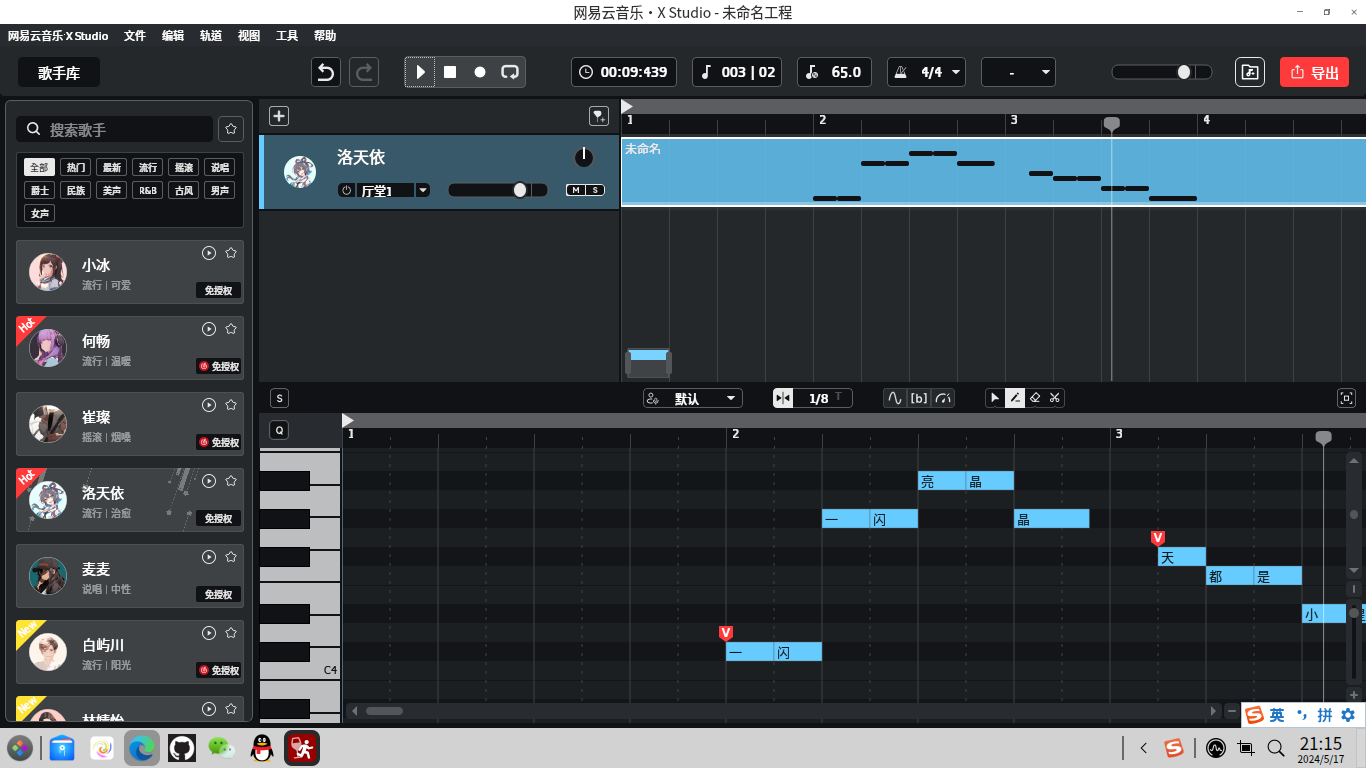 网易云音乐·X Studio - 未命名工程
网易云音乐·X Studio 文件 编辑 轨道 视图 工具 帮助
歌手库
00:09:439
003 | 02
65.0
4/4
-
导出
搜索歌手
全部 热门 最新 流行 摇滚 说唱
爵士 民族 美声 R&B 古风 男声
女声
小冰
流行 | 可爱
免授权
Hot
何畅
流行 | 温暖
免授权
崔璨
摇滚 | 烟嗓
免授权
Hot
洛天依
流行 | 治愈
免授权
麦麦
说唱 | 中性
免授权
New
白屿川
流行 | 阳光
免授权
New
林婧怡
洛天依
厅堂1
M S
1 2 3 4
未命名
S
默认
1/8 T
[b]
Q
1 2 3
C4
V
一 闪
一 闪
亮 晶
晶
V
天
都 是
小
英 拼
21:15
2024/5/17